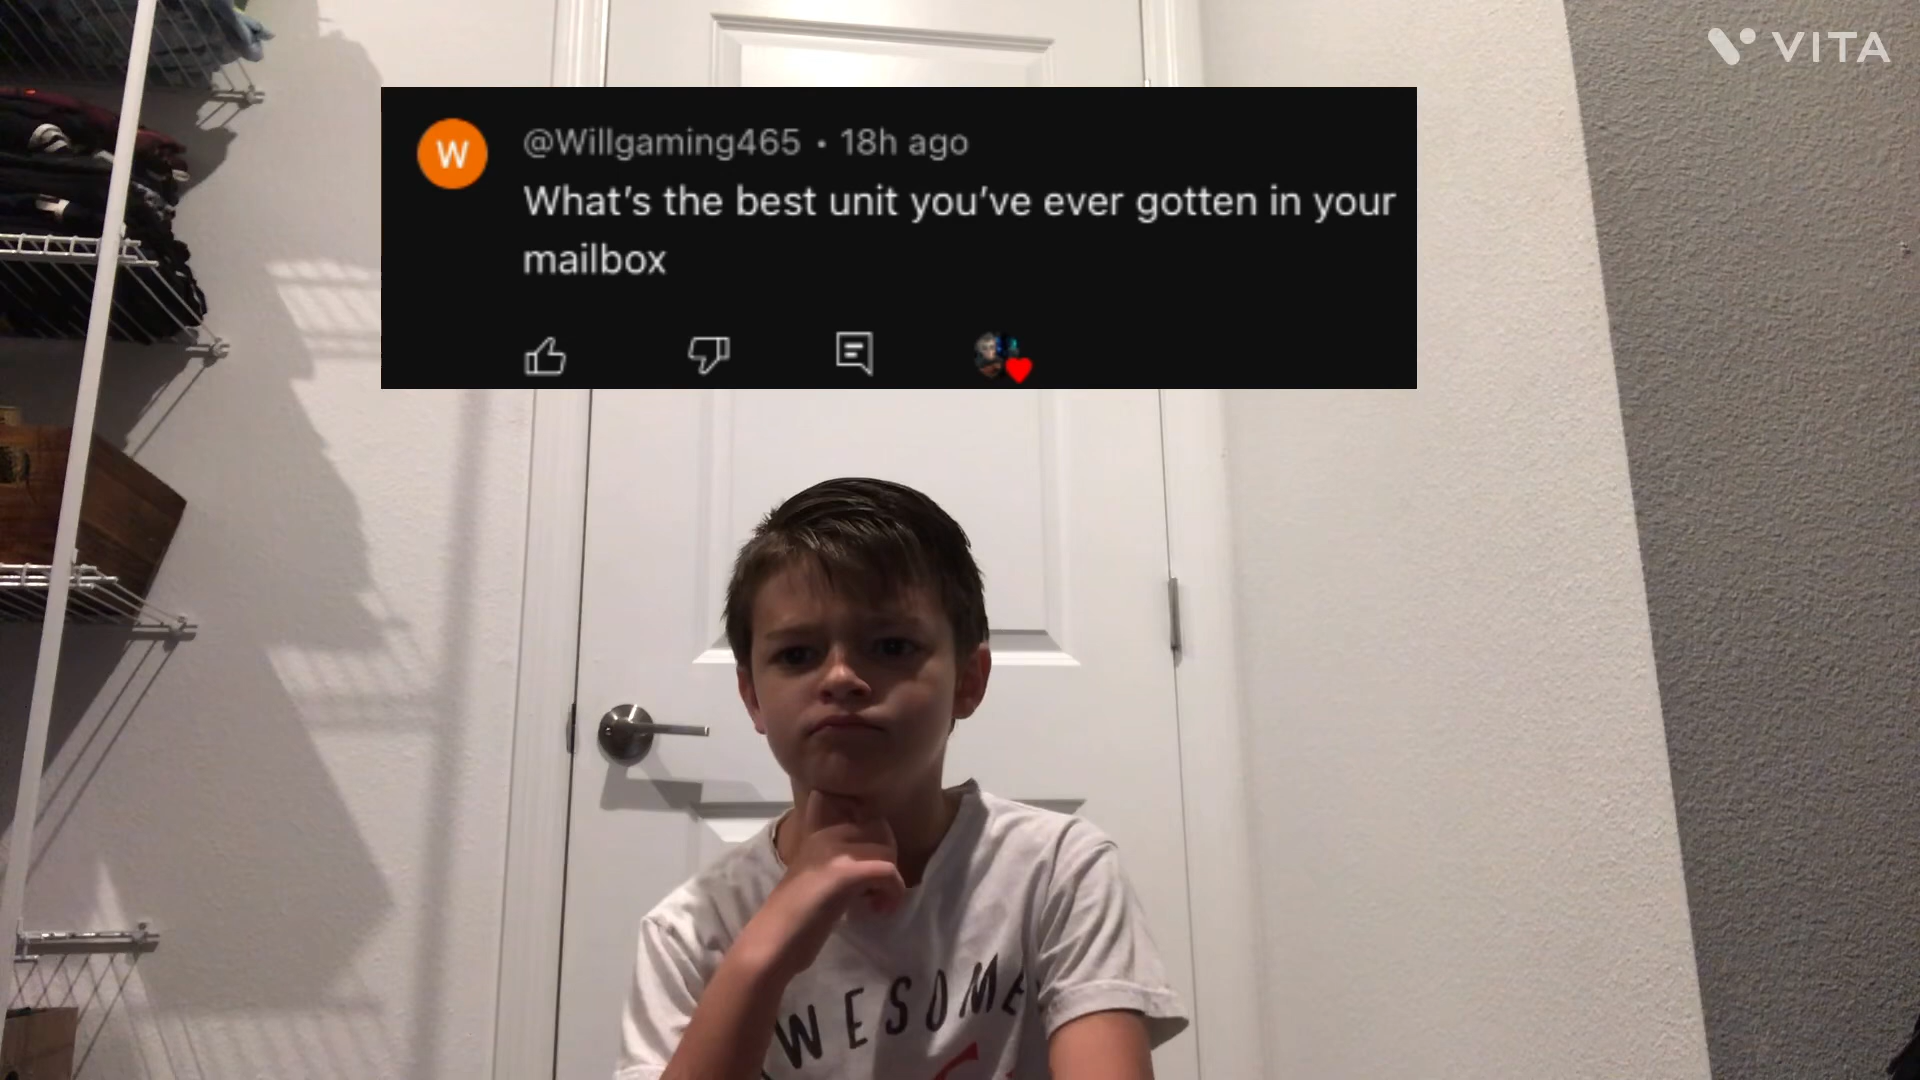 VITA
W
@Willgaming465 • 18h ago
What's the best unit you've ever gotten in your
mailbox
WESOME